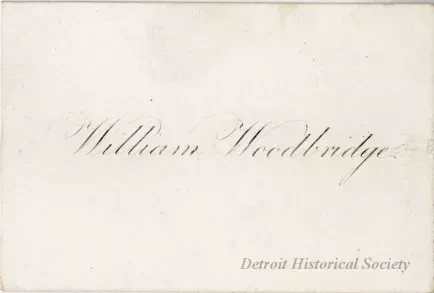 William Woodbridge.
Detroit Historical Society